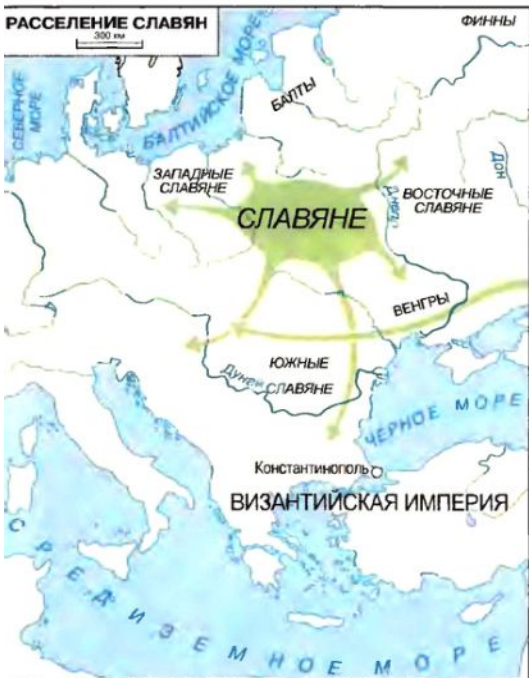 РАССЕЛЕНИЕ СЛАВЯН
300 км
ФИННЫ
СЕВЕРНОЕ
МОРЕ
БАЛТИЙСКОЕ МОРЕ
БАЛТЫ
ДОН
ЗАПАДНЫЕ
СЛАВЯНЕ
Днепр
ВОСТОЧНЫЕ
СЛАВЯНЕ
СЛАВЯНЕ
ВЕНГРЫ
ЮЖНЫЕ
СЛАВЯНЕ
Дунай
ЧЕРНОЕ МОРЕ
Константинополь
ВИЗАНТИЙСКАЯ ИМПЕРИЯ
СРЕДИЗЕМНОЕ МОРЕ